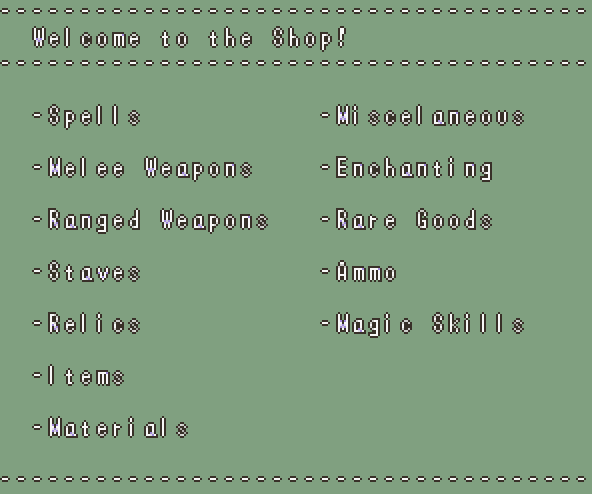 Welcome to the Shop!
-Spells
-Melee Weapons
-Ranged Weapons
-Staves
-Relics
-Items
-Materials
-Miscelaneous
-Enchanting
-Rare Goods
-Ammo
-Magic Skills